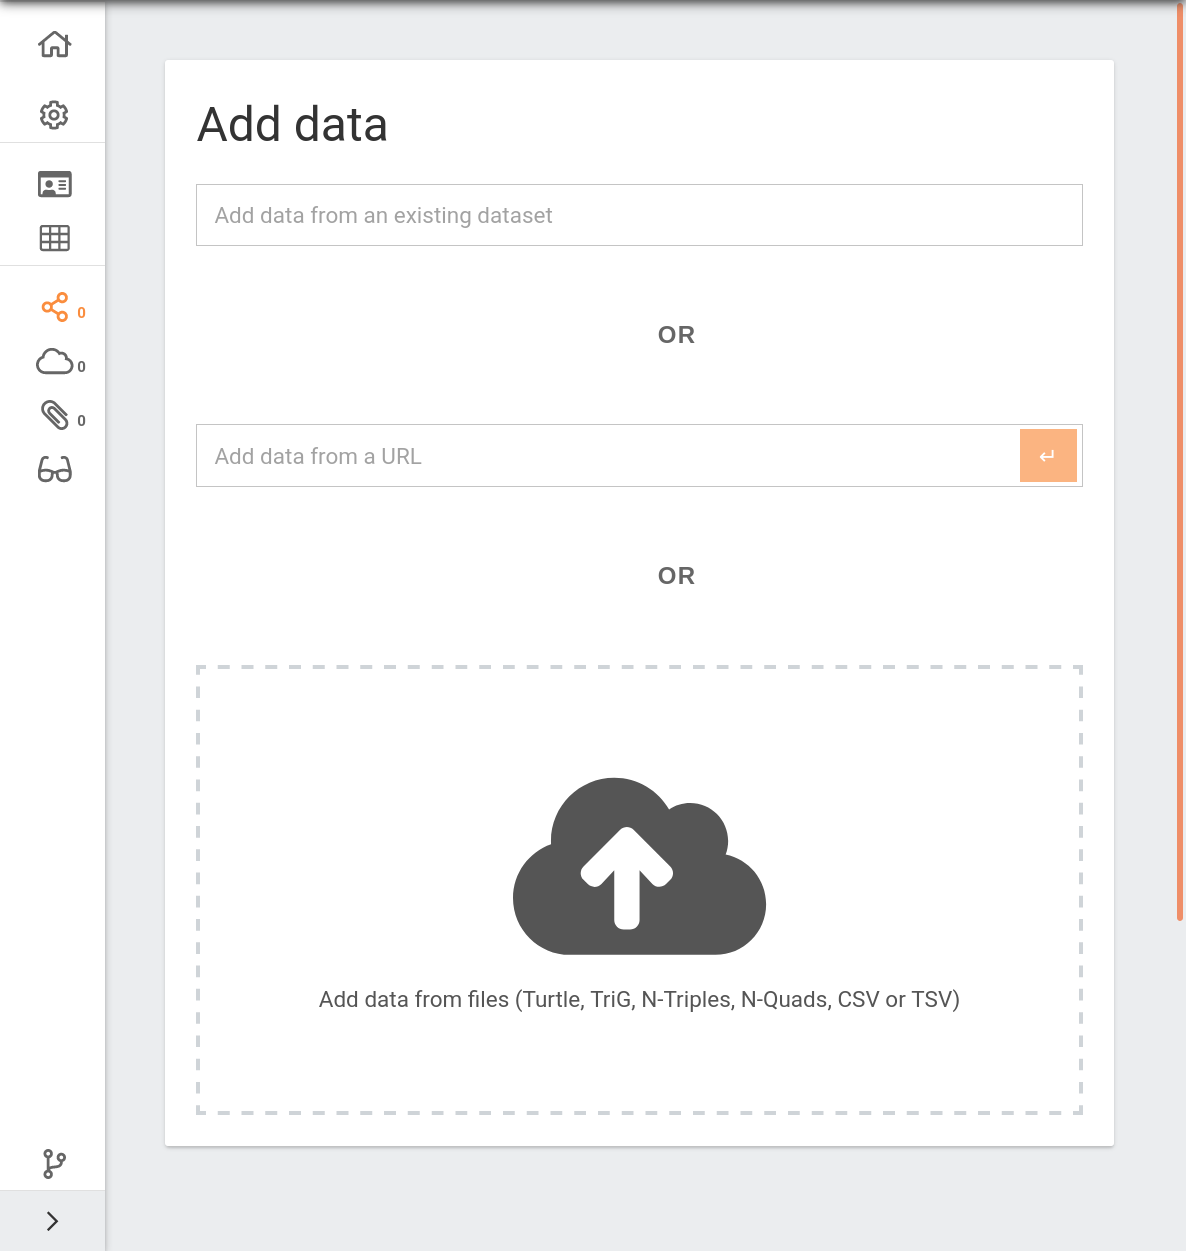 Add data
Add data from an existing dataset
OR
0
0
0
Add data from a URL
OR
Add data from files (Turtle, TriG, N-Triples, N-Quads, CSV or TSV)